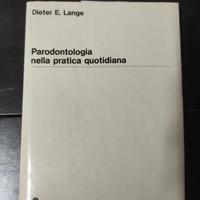 Dieter E. Lange
Parodontologia
nella pratica quotidiana